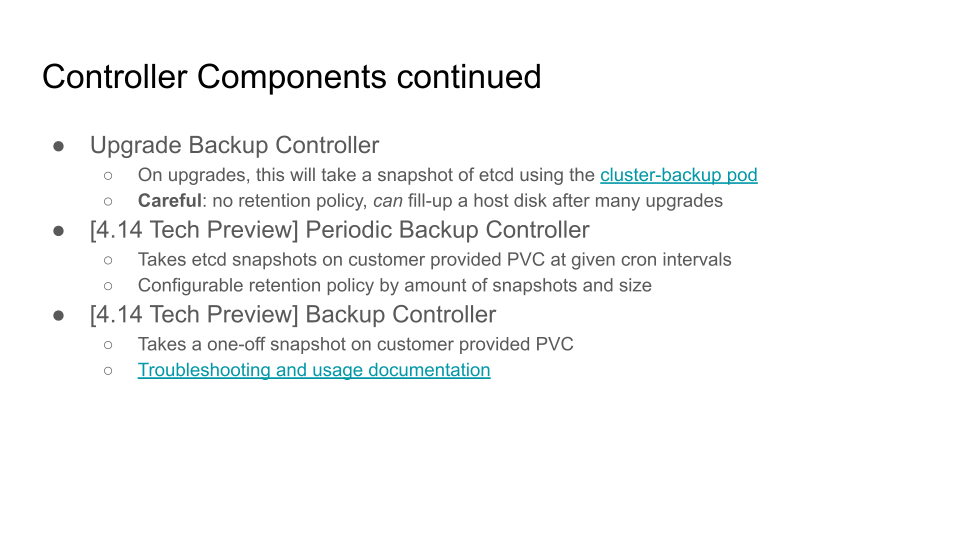 Controller Components continued
● Upgrade Backup Controller
○ On upgrades, this will take a snapshot of etcd using the cluster-backup pod
○ Careful: no retention policy, can fill-up a host disk after many upgrades
● [4.14 Tech Preview] Periodic Backup Controller
○ Takes etcd snapshots on customer provided PVC at given cron intervals
○ Configurable retention policy by amount of snapshots and size
● [4.14 Tech Preview] Backup Controller
○ Takes a one-off snapshot on customer provided PVC
○ Troubleshooting and usage documentation